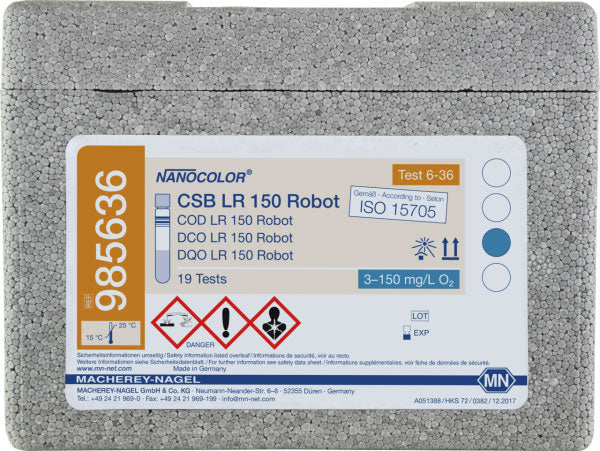 REF 985636
15 °C 25 °C
NANOCOLOR®
Test 6-36
CSB LR 150 Robot
COD LR 150 Robot
DCO LR 150 Robot
DQO LR 150 Robot
Gemäß · According to · Selon
ISO 15705
19 Tests
3–150 mg/L O₂
DANGER
LOT
EXP
Sicherheitsinformationen umseitig / Safety information listed overleaf / Informations de sécurité, voir au recto
Weitere Informationen siehe Sicherheitsdatenblatt. / For further information see safety data sheet. / Informations supplémentaires, voir fiche de données de sécurité.
www.mn-net.com
Made in Germany
MACHEREY-NAGEL
MN
MACHEREY-NAGEL GmbH & Co. KG · Neumann-Neander-Str. 6–8 · 52355 Düren · Germany
Tel.: +49 24 21 969-0 · Fax: +49 24 21 969-199 · info@mn-net.com
A051388 / HKS 72 / 0382 / 12.2017